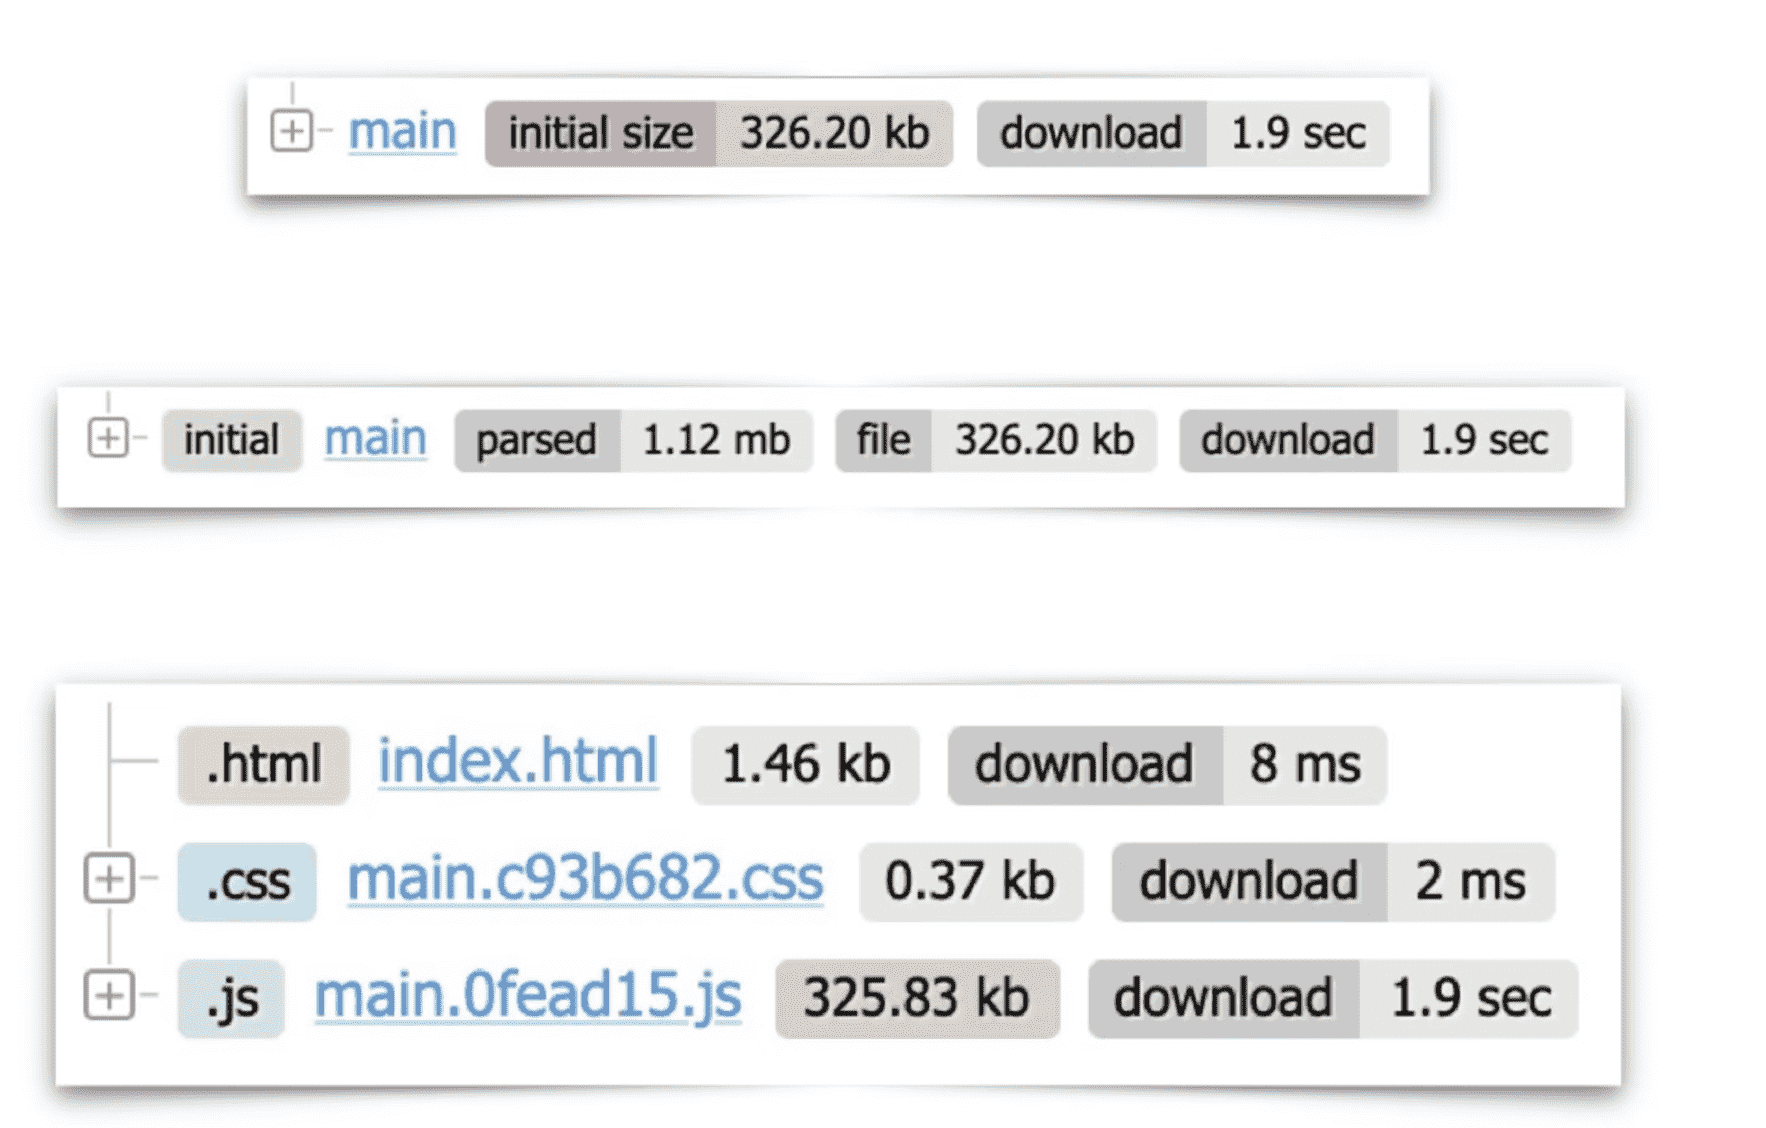 main initial size 326.20 kb download 1.9 sec
initial main parsed 1.12 mb file 326.20 kb download 1.9 sec
.html index.html 1.46 kb download 8 ms
.css main.c93b682.css 0.37 kb download 2 ms
.js main.0fead15.js 325.83 kb download 1.9 sec